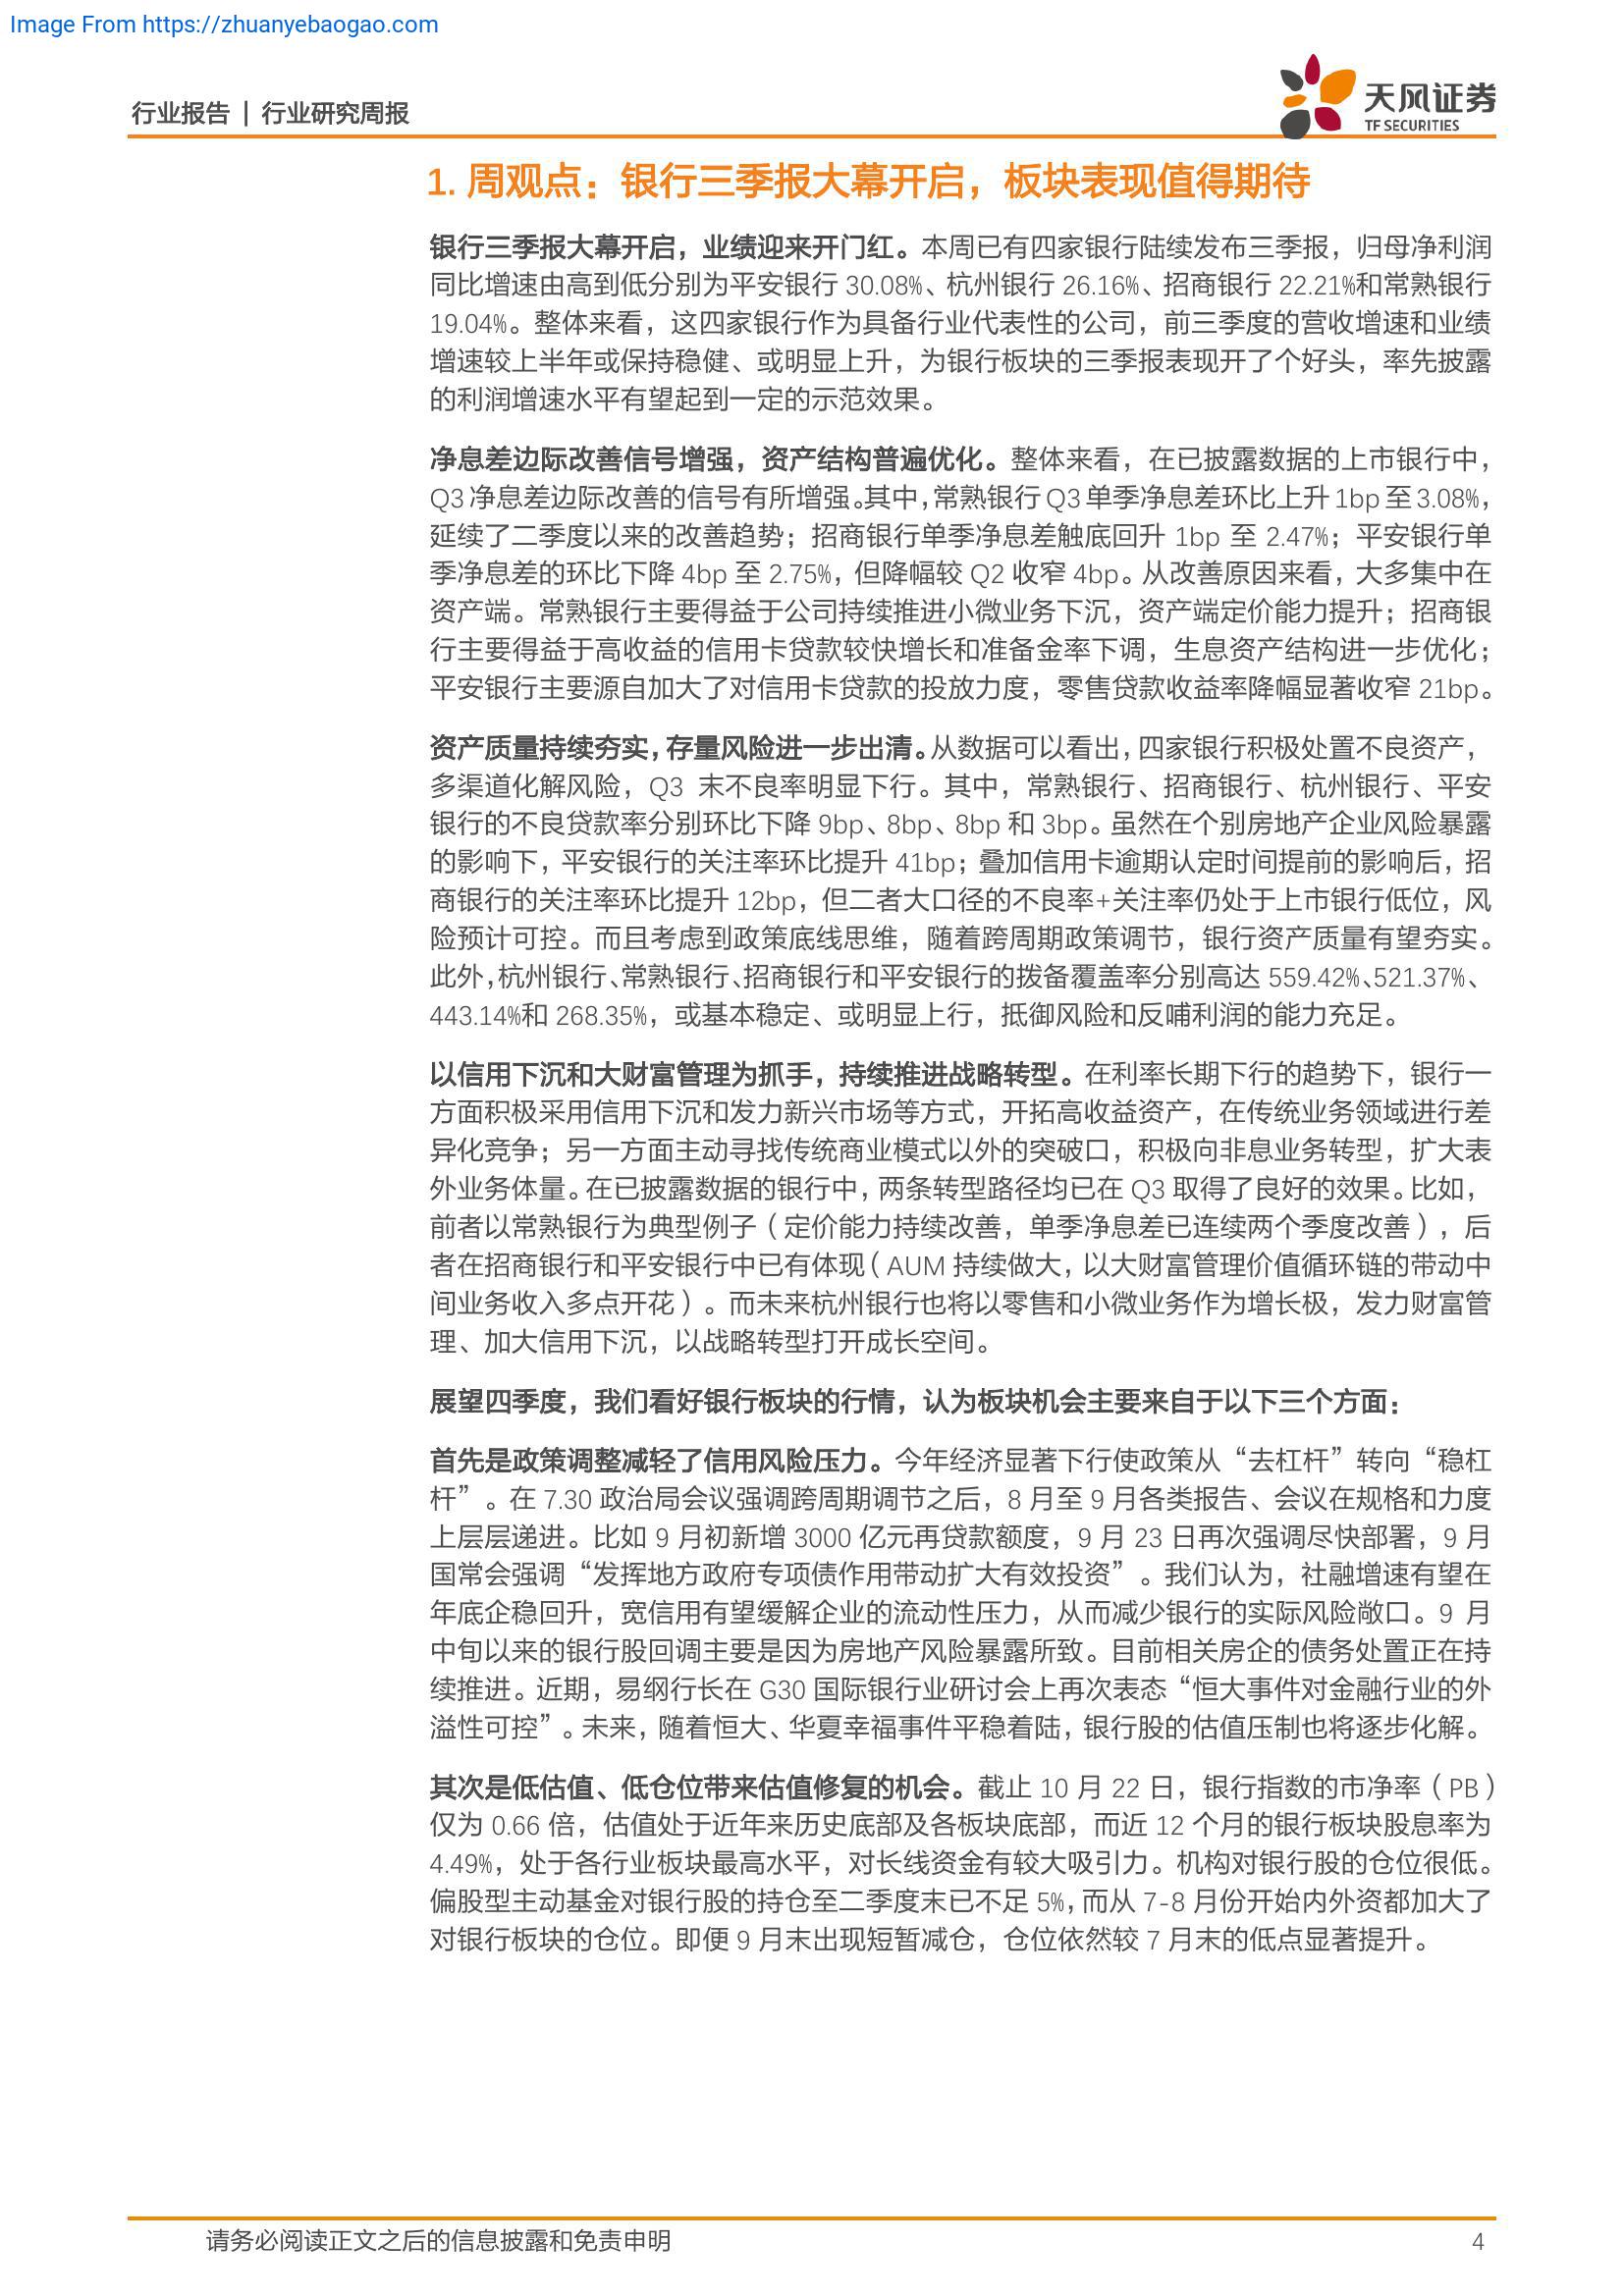 Image From https://zhuanyebaogao.com
行业报告 | 行业研究周报
天风证券
TF SECURITIES
1. 周观点：银行三季报大幕开启，板块表现值得期待
银行三季报大幕开启，业绩迎来开门红。本周已有四家银行陆续发布三季报，归母净利润
同比增速由高到低分别为平安银行 30.08%、杭州银行 26.16%、招商银行 22.21%和常熟银行
19.04%。整体来看，这四家银行作为具备行业代表性的公司，前三季度的营收增速和业绩
增速较上半年或保持稳健、或明显上升，为银行板块的三季报表现开了个好头，率先披露
的利润增速水平有望起到一定的示范效果。
净息差边际改善信号增强，资产结构普遍优化。整体来看，在已披露数据的上市银行中，
Q3 净息差边际改善的信号有所增强。其中，常熟银行 Q3 单季净息差环比上升 1bp 至 3.08%，
延续了二季度以来的改善趋势；招商银行单季净息差触底回升 1bp 至 2.47%；平安银行单
季净息差的环比下降 4bp 至 2.75%，但降幅较 Q2 收窄 4bp。从改善原因来看，大多集中在
资产端。常熟银行主要得益于公司持续推进小微业务下沉，资产端定价能力提升；招商银
行主要得益于高收益的信用卡贷款较快增长和准备金率下调，生息资产结构进一步优化；
平安银行主要源自加大了对信用卡贷款的投放力度，零售贷款收益率降幅显著收窄 21bp。
资产质量持续夯实，存量风险进一步出清。从数据可以看出，四家银行积极处置不良资产，
多渠道化解风险，Q3 末不良率明显下行。其中，常熟银行、招商银行、杭州银行、平安
银行的不良贷款率分别环比下降 9bp、8bp、8bp 和 3bp。虽然在个别房地产企业风险暴露
的影响下，平安银行的关注率环比提升 41bp；叠加信用卡逾期认定时间提前的影响后，招
商银行的关注率环比提升 12bp，但二者大口径的不良率+关注率仍处于上市银行低位，风
险预计可控。而且考虑到政策底线思维，随着跨周期政策调节，银行资产质量有望夯实。
此外，杭州银行、常熟银行、招商银行和平安银行的拨备覆盖率分别高达 559.42%、521.37%、
443.14%和 268.35%，或基本稳定、或明显上行，抵御风险和反哺利润的能力充足。
以信用下沉和大财富管理为抓手，持续推进战略转型。在利率长期下行的趋势下，银行一
方面积极采用信用下沉和发力新兴市场等方式，开拓高收益资产，在传统业务领域进行差
异化竞争；另一方面主动寻找传统商业模式以外的突破口，积极向非息业务转型，扩大表
外业务体量。在已披露数据的银行中，两条转型路径均已在 Q3 取得了良好的效果。比如，
前者以常熟银行为典型例子（定价能力持续改善，单季净息差已连续两个季度改善），后
者在招商银行和平安银行中已有体现（AUM 持续做大，以大财富管理价值循环链的带动中
间业务收入多点开花）。而未来杭州银行也将以零售和小微业务作为增长极，发力财富管
理、加大信用下沉，以战略转型打开成长空间。
展望四季度，我们看好银行板块的行情，认为板块机会主要来自于以下三个方面：
首先是政策调整减轻了信用风险压力。今年经济显著下行使政策从“去杠杆”转向“稳杠
杆”。在 7.30 政治局会议强调跨周期调节之后，8 月至 9 月各类报告、会议在规格和力度
上层层递进。比如 9 月初新增 3000 亿元再贷款额度，9 月 23 日再次强调尽快部署，9 月
国常会强调“发挥地方政府专项债作用带动扩大有效投资”。我们认为，社融增速有望在
年底企稳回升，宽信用有望缓解企业的流动性压力，从而减少银行的实际风险敞口。9 月
中旬以来的银行股回调主要是因为房地产风险暴露所致。目前相关房企的债务处置正在持
续推进。近期，易纲行长在 G30 国际银行业研讨会上再次表态“恒大事件对金融行业的外
溢性可控”。未来，随着恒大、华夏幸福事件平稳着陆，银行股的估值压制也将逐步化解。
其次是低估值、低仓位带来估值修复的机会。截止 10 月 22 日，银行指数的市净率（PB）
仅为 0.66 倍，估值处于近年来历史底部及各板块底部，而近 12 个月的银行板块股息率为
4.49%，处于各行业板块最高水平，对长线资金有较大吸引力。机构对银行股的仓位很低。
偏股型主动基金对银行股的持仓至二季度末已不足 5%，而从 7-8 月份开始内外资都加大了
对银行板块的仓位。即便 9 月末出现短暂减仓，仓位依然较 7 月末的低点显著提升。
请务必阅读正文之后的信息披露和免责申明
4